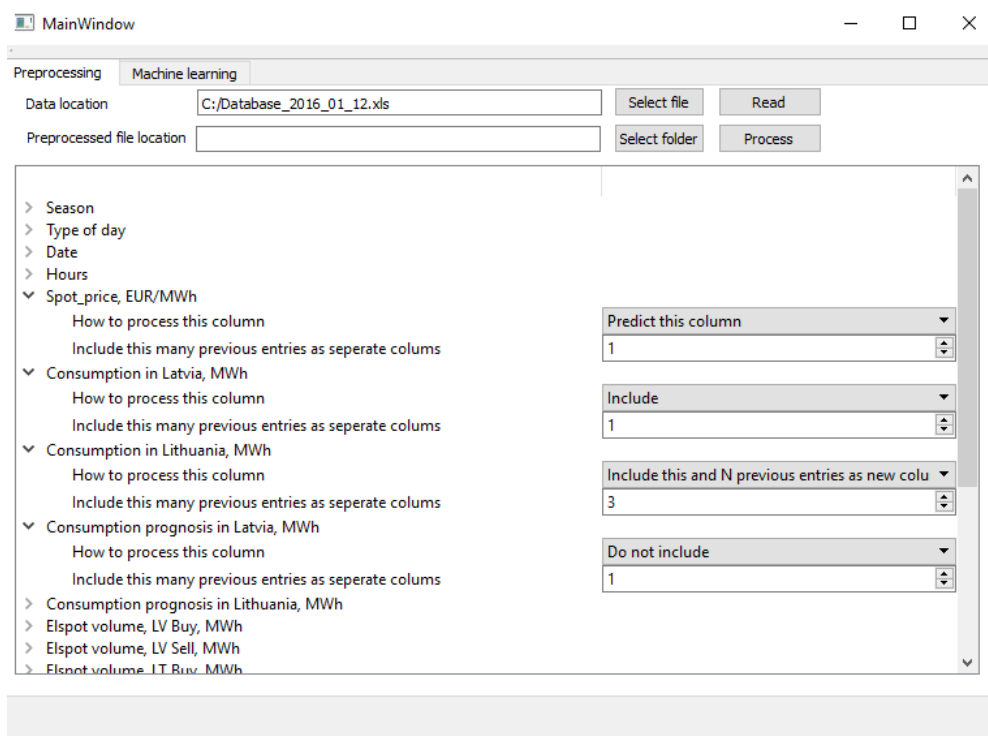 MainWindow
Preprocessing Machine learning
Data location C:/Database_2016_01_12.xls Select file Read
Preprocessed file location Select folder Process
Season
Type of day
Date
Hours
Spot_price, EUR/MWh
How to process this column Predict this column
Include this many previous entries as seperate colums 1
Consumption in Latvia, MWh
How to process this column Include
Include this many previous entries as seperate colums 1
Consumption in Lithuania, MWh
How to process this column Include this and N previous entries as new colu
Include this many previous entries as seperate colums 3
Consumption prognosis in Latvia, MWh
How to process this column Do not include
Include this many previous entries as seperate colums 1
Consumption prognosis in Lithuania, MWh
Elspot volume, LV Buy, MWh
Elspot volume, LV Sell, MWh
Elspot volume, LT Buy, MWh